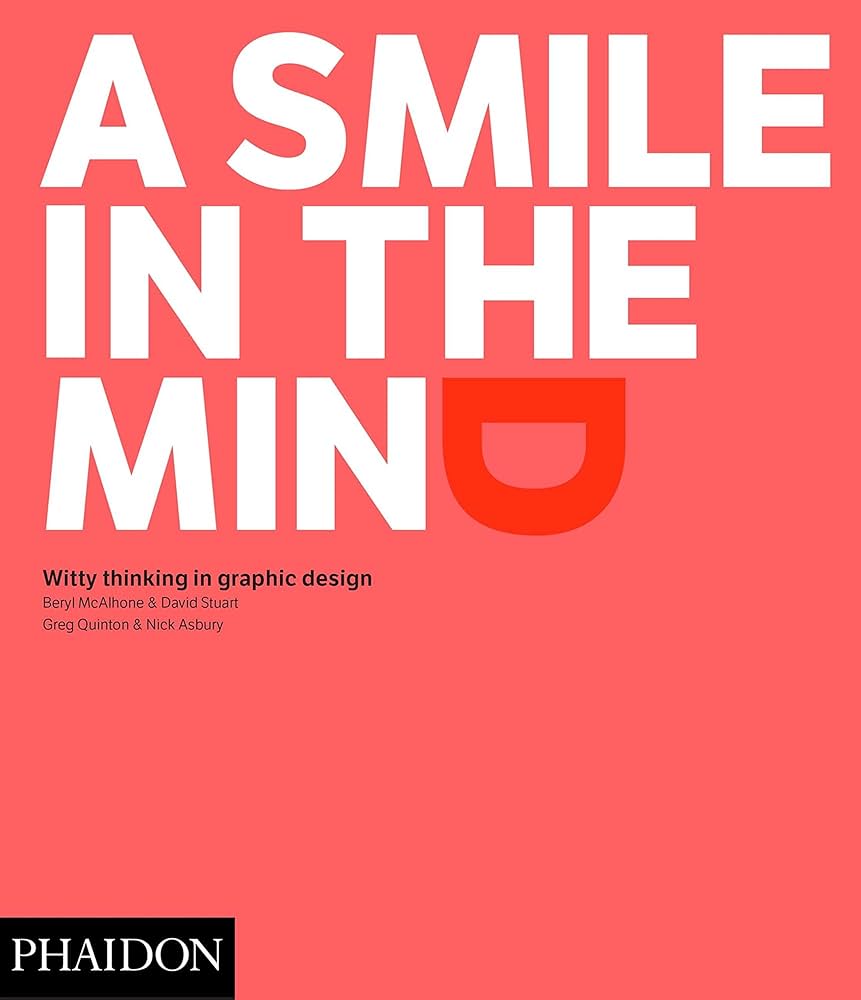 A SMILE
IN THE
MIND
Witty thinking in graphic design
Beryl McAlhone & David Stuart
Greg Quinton & Nick Asbury
PHAIDON